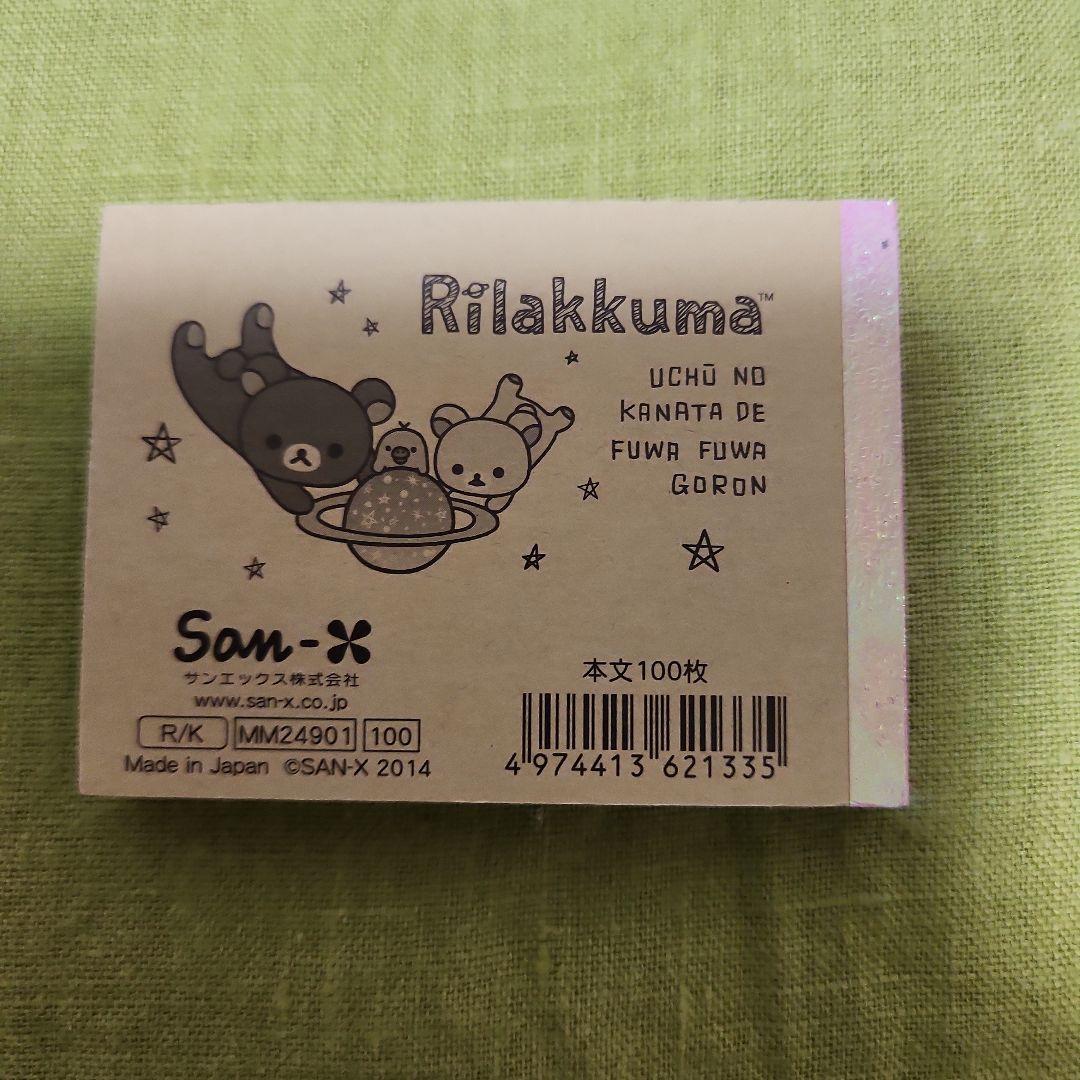 Rilakkuma™
UCHŪ NO
KANATA DE
FUWA FUWA
GORON
San-X
サンエックス株式会社
www.san-x.co.jp
R/K MM24901 100
Made in Japan ©SAN-X 2014
本文100枚
4 974413 621335